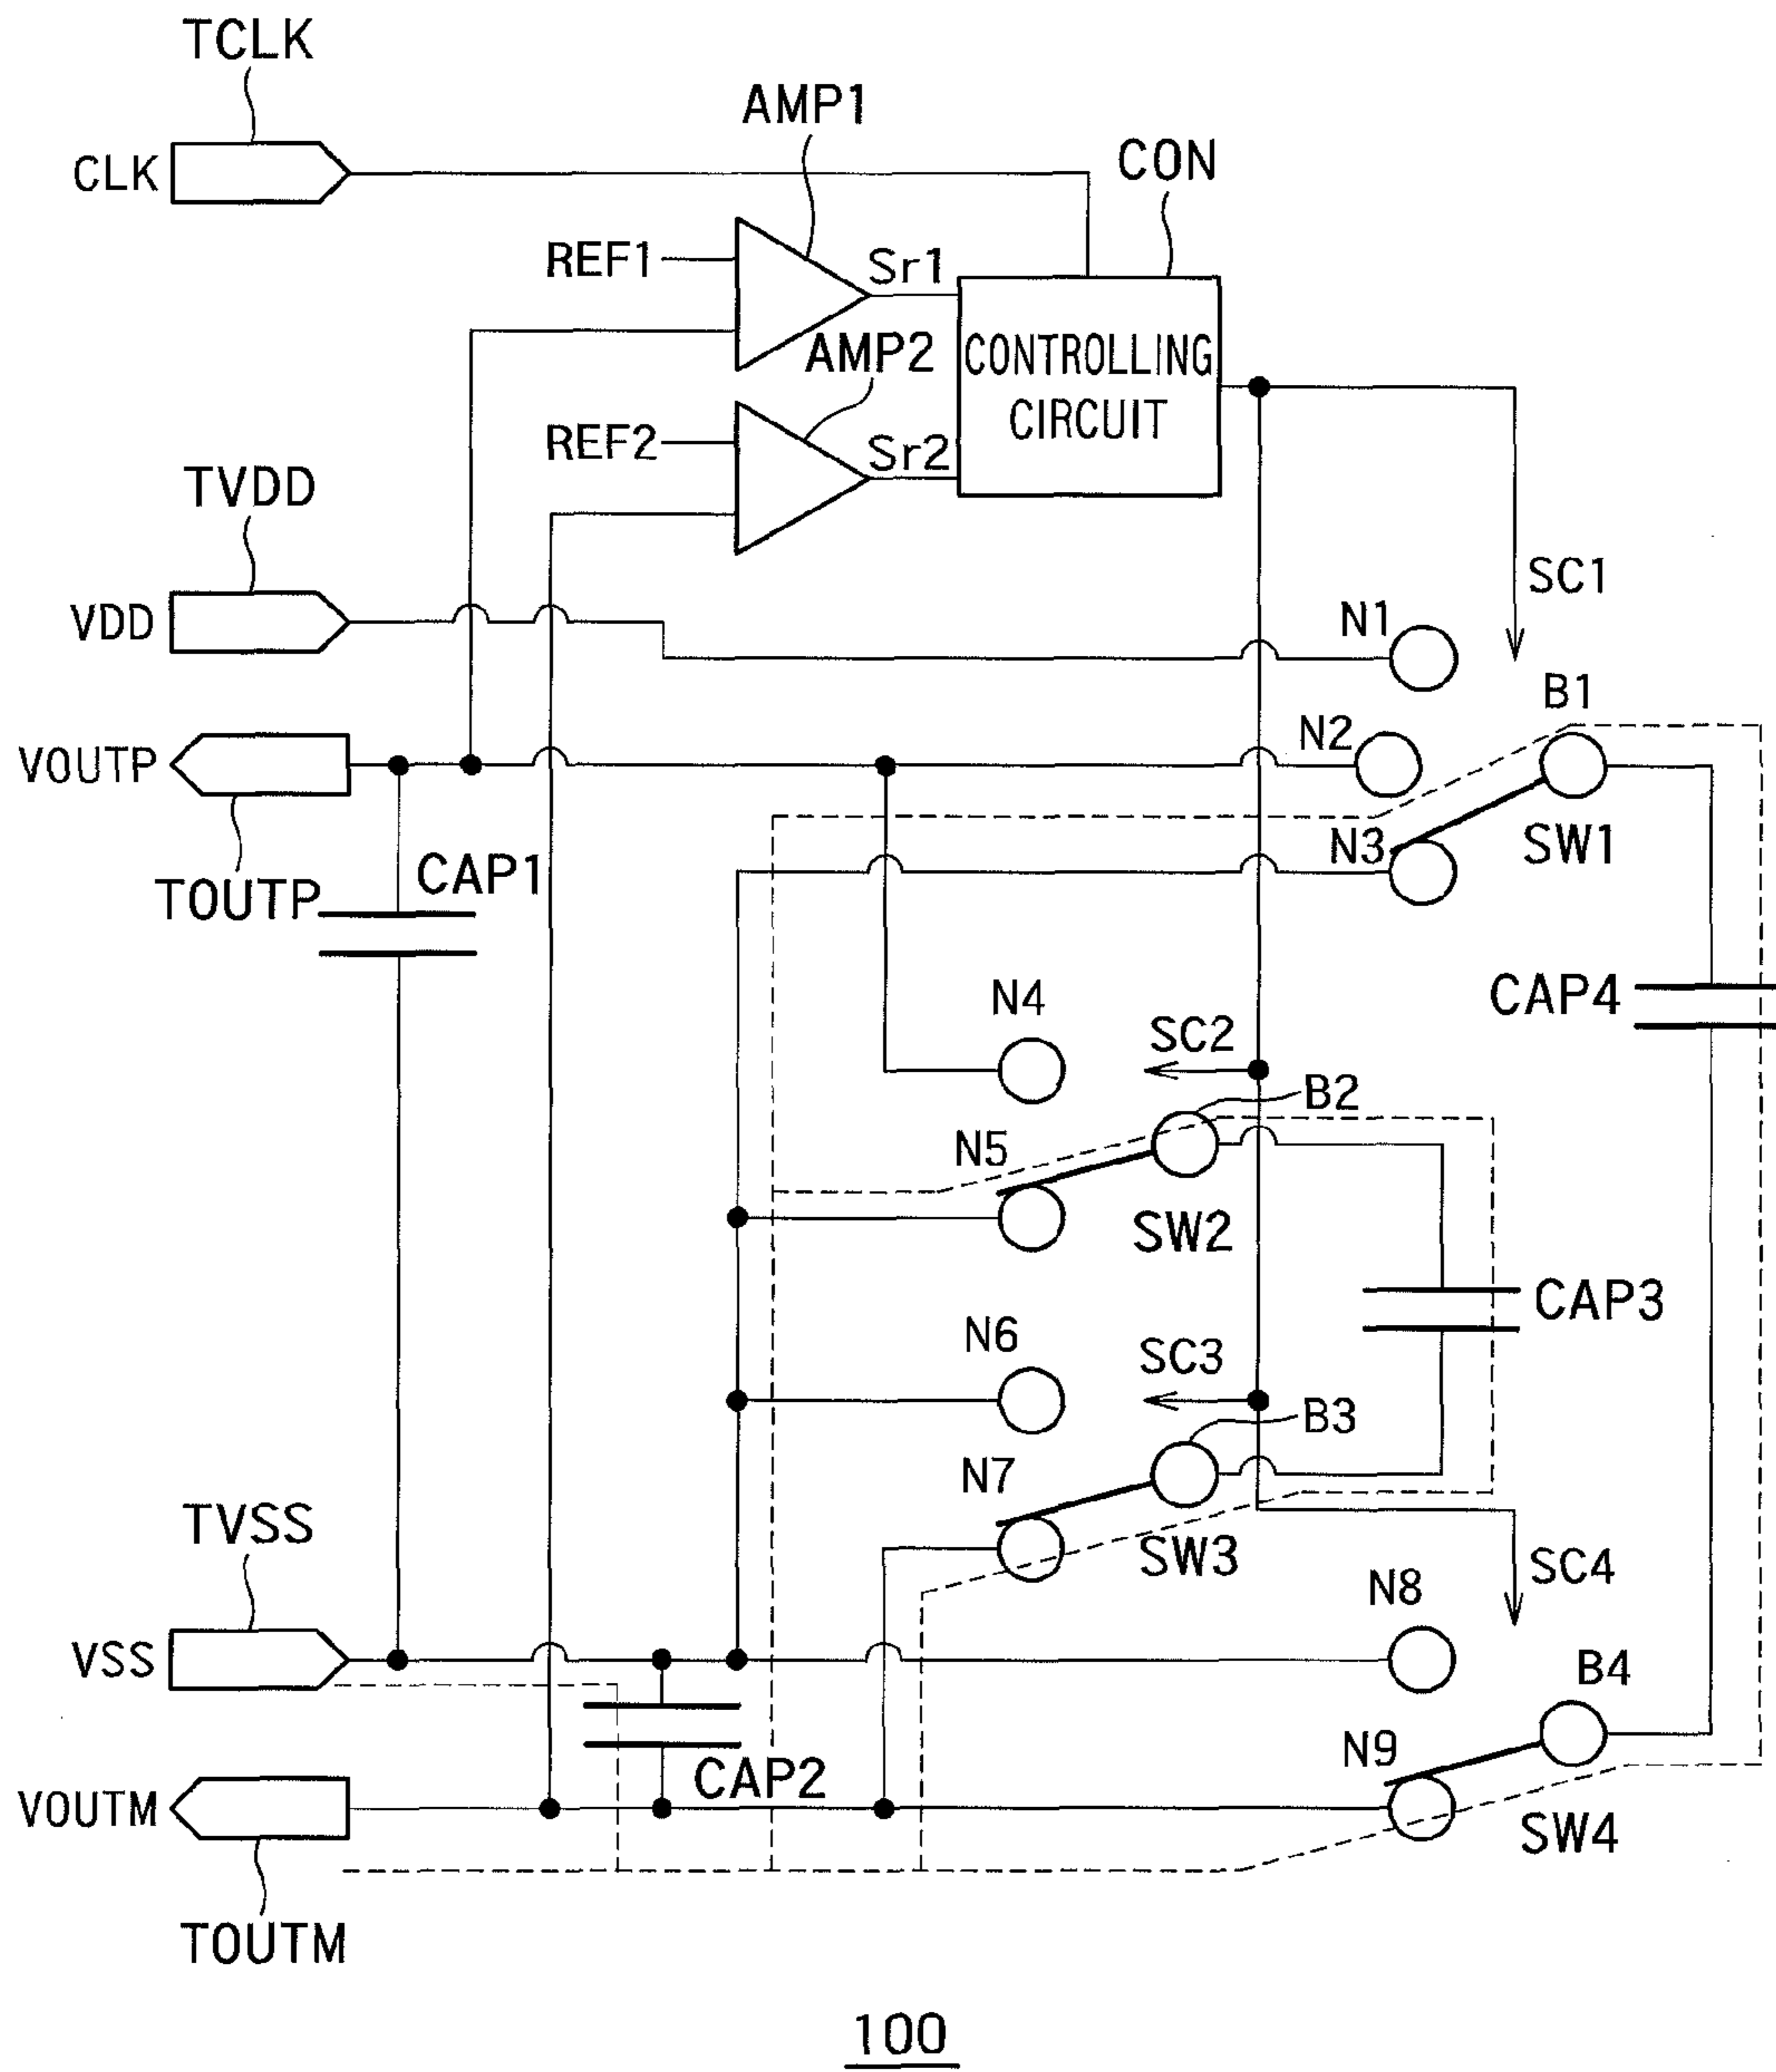 TCLK
AMP1
CLK
CON
REF1
Sr1
AMP2
CONTROLLING
CIRCUIT
REF2
Sr2
TVDD
SC1
VDD
N1
B1
N2
VOUTP
SW1
N3
CAP1
TOUTP
N4
CAP4
SC2
B2
N5
SW2
CAP3
N6
SC3
B3
N7
TVSS
SW3
SC4
N8
VSS
B4
N9
CAP2
VOUTM
SW4
TOUTM
100